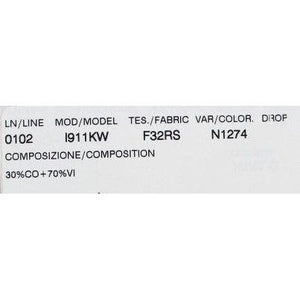 LN/LINE MOD/MODEL TES./FABRIC VAR/COLOR. DROP
0102 I911KW F32RS N1274
COMPOSIZIONE/COMPOSITION
30%CO+70%VI